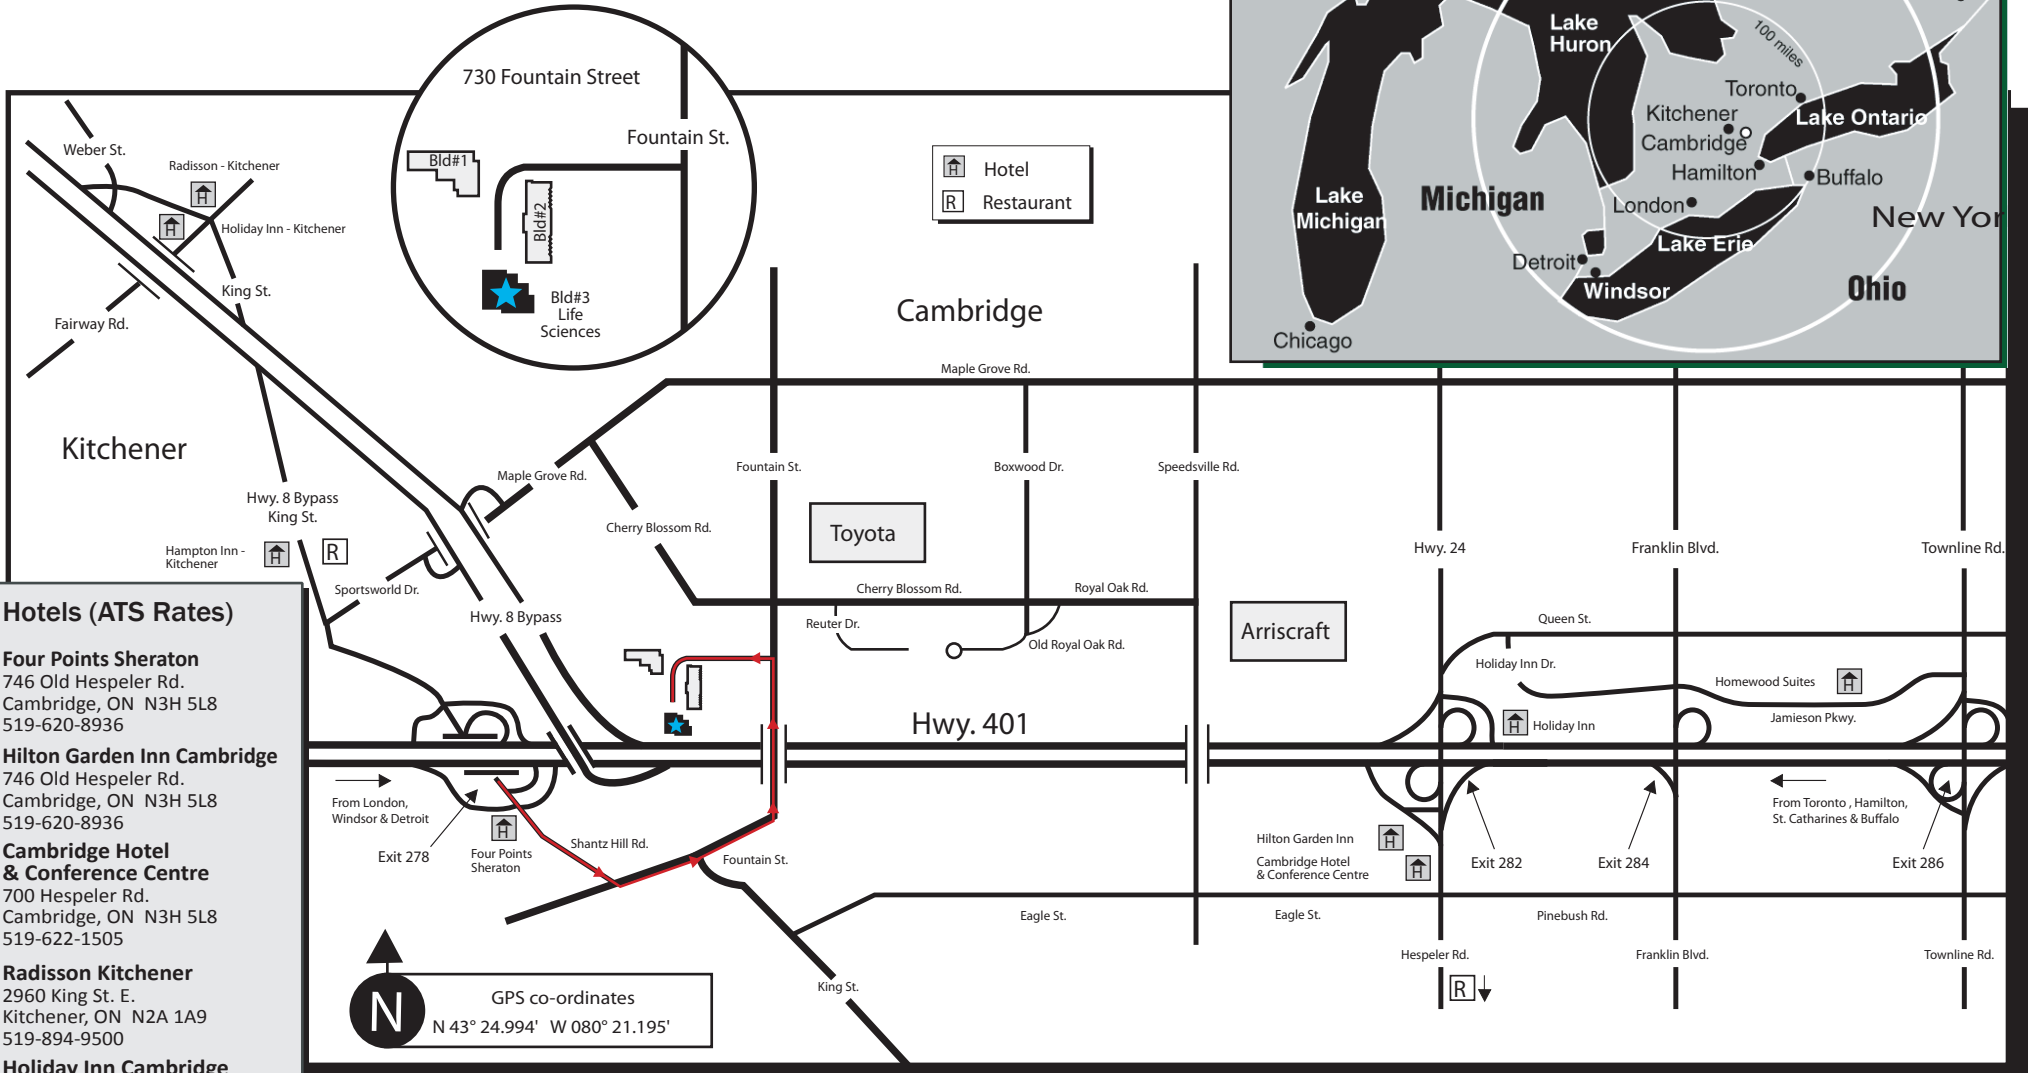 730 Fountain Street
Fountain St.
Bld#1
Bld#2
Bld#3
Life
Sciences
Hotel
R Restaurant
H
Lake
Huron
100 miles
Toronto
Kitchener
Cambridge
Lake Ontario
Hamilton
Buffalo
Lake
Michigan
Michigan
London
New Yor
Lake Erie
Detroit
Windsor
Ohio
Chicago
Weber St.
Radisson - Kitchener
H
H
Holiday Inn - Kitchener
King St.
Fairway Rd.
Cambridge
Maple Grove Rd.
Kitchener
Maple Grove Rd.
Fountain St.
Boxwood Dr.
Speedsville Rd.
Hwy. 8 Bypass
King St.
Cherry Blossom Rd.
Toyota
Hwy. 24
Franklin Blvd.
Townline Rd.
Hampton Inn -
Kitchener
H
R
Sportsworld Dr.
Cherry Blossom Rd.
Royal Oak Rd.
Hwy. 8 Bypass
Reuter Dr.
Old Royal Oak Rd.
Arriscraft
Queen St.
Holiday Inn Dr.
Homewood Suites
H
Jamieson Pkwy.
H
Holiday Inn
Hwy. 401
From London,
Windsor & Detroit
Exit 278
H
Four Points
Sheraton
Shantz Hill Rd.
Fountain St.
From Toronto , Hamilton,
St. Catharines & Buffalo
Hilton Garden Inn
H
Cambridge Hotel
& Conference Centre
H
Exit 282
Exit 284
Exit 286
Eagle St.
Eagle St.
Pinebush Rd.
Hespeler Rd.
Franklin Blvd.
Townline Rd.
R
King St.
N
GPS co-ordinates
N 43° 24.994' W 080° 21.195'
Hotels (ATS Rates)
Four Points Sheraton
746 Old Hespeler Rd.
Cambridge, ON N3H 5L8
519-620-8936
Hilton Garden Inn Cambridge
746 Old Hespeler Rd.
Cambridge, ON N3H 5L8
519-620-8936
Cambridge Hotel
& Conference Centre
700 Hespeler Rd.
Cambridge, ON N3H 5L8
519-622-1505
Radisson Kitchener
2960 King St. E.
Kitchener, ON N2A 1A9
519-894-9500
Holiday Inn Cambridge